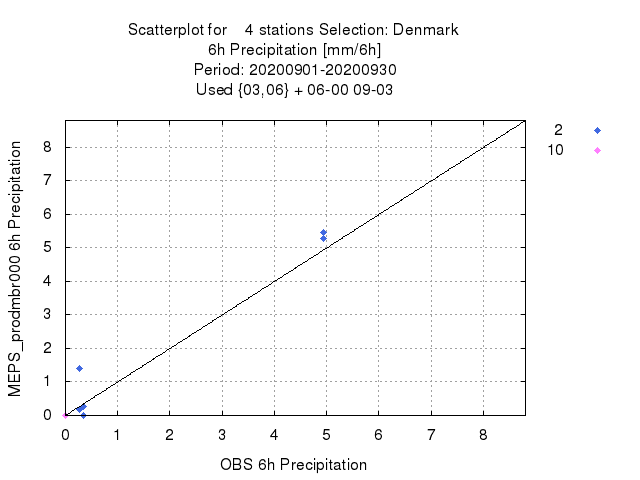 Scatterplot for 4 stations Selection: Denmark
6h Precipitation [mm/6h]
Period: 20200901-20200930
Used {03,06} + 06-00 09-03
2
10
MEPS_prodmbr000 6h Precipitation
8
7
6
5
4
3
2
1
0
0 1 2 3 4 5 6 7 8
OBS 6h Precipitation